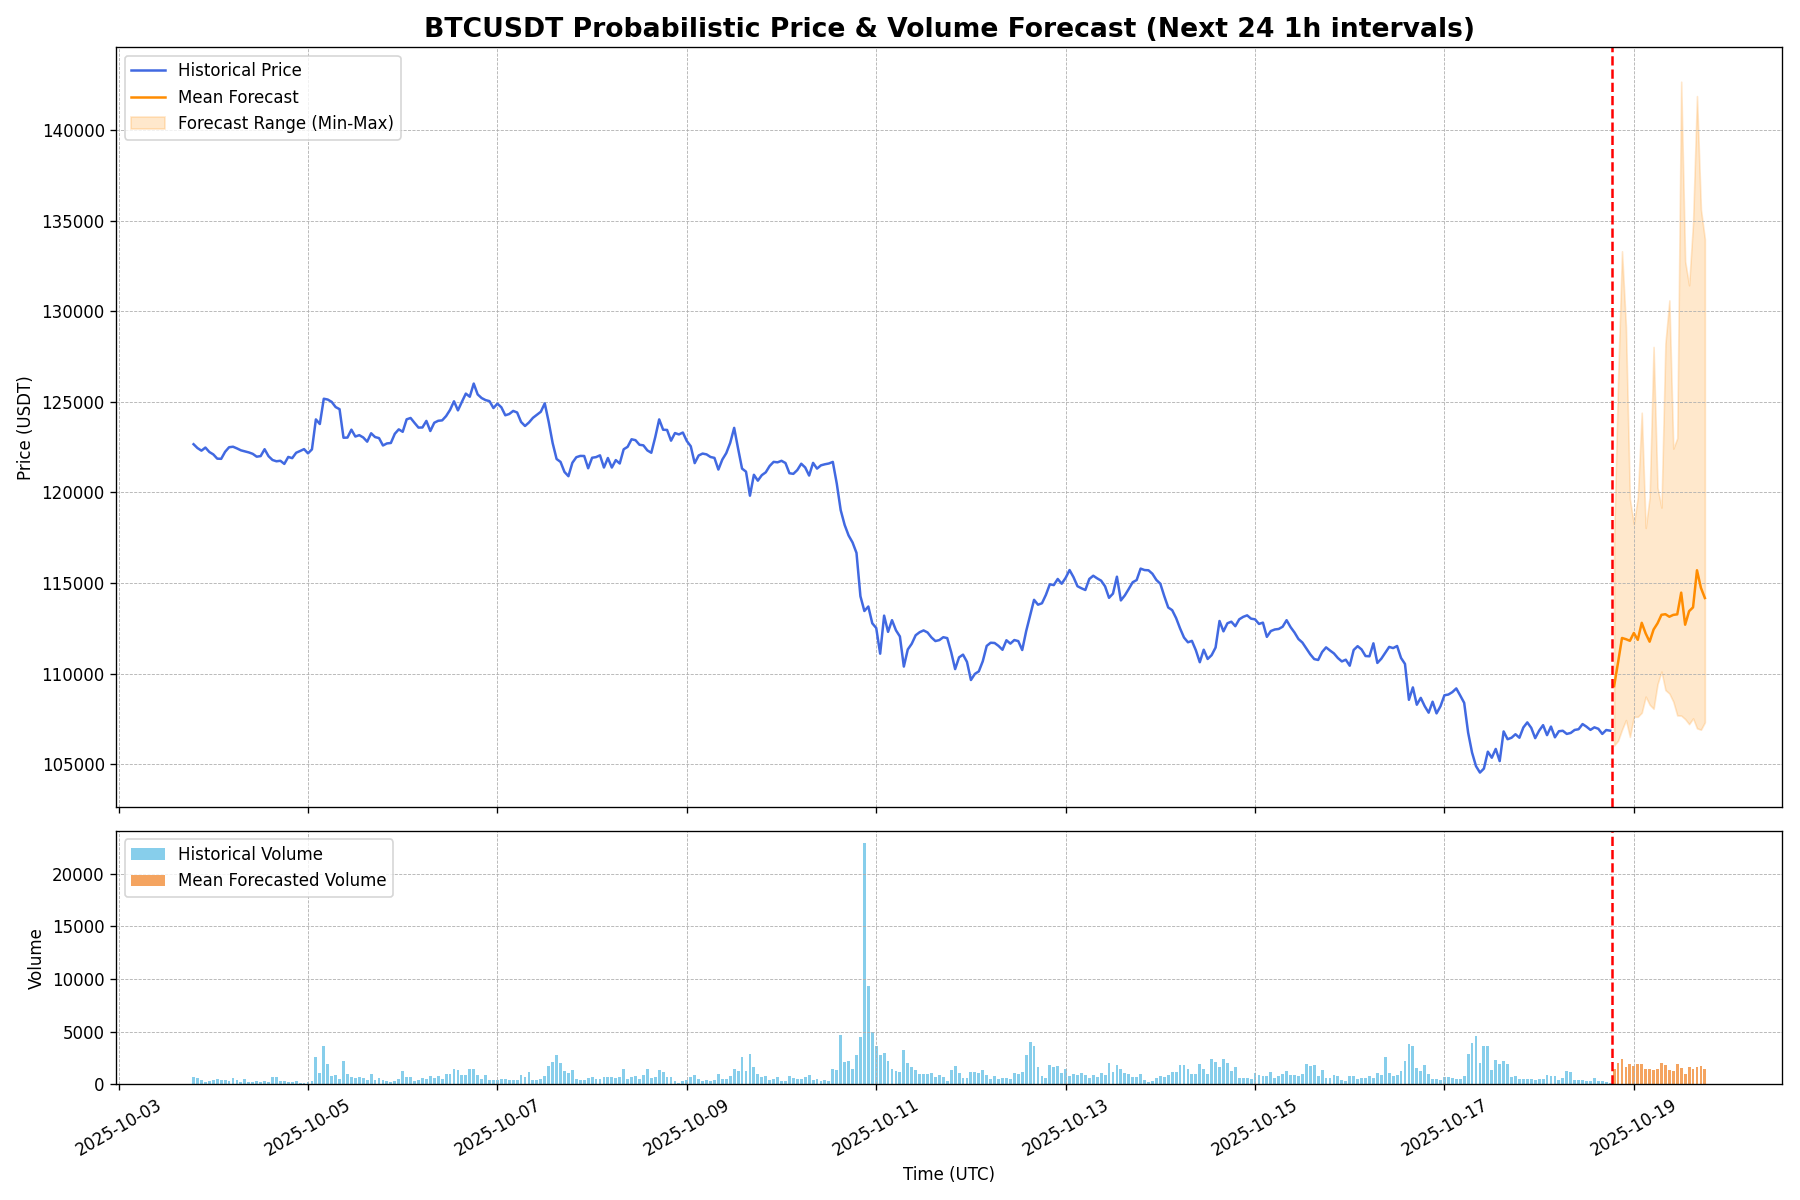 BTCUSDT Probabilistic Price & Volume Forecast (Next 24 1h intervals)
Historical Price
Mean Forecast
Forecast Range (Min-Max)
140000
135000
130000
125000
120000
115000
110000
105000
Price (USDT)
Historical Volume
Mean Forecasted Volume
20000
15000
10000
5000
0
Volume
2025-10-03
2025-10-05
2025-10-07
2025-10-09
2025-10-11
2025-10-13
2025-10-15
2025-10-17
2025-10-19
Time (UTC)